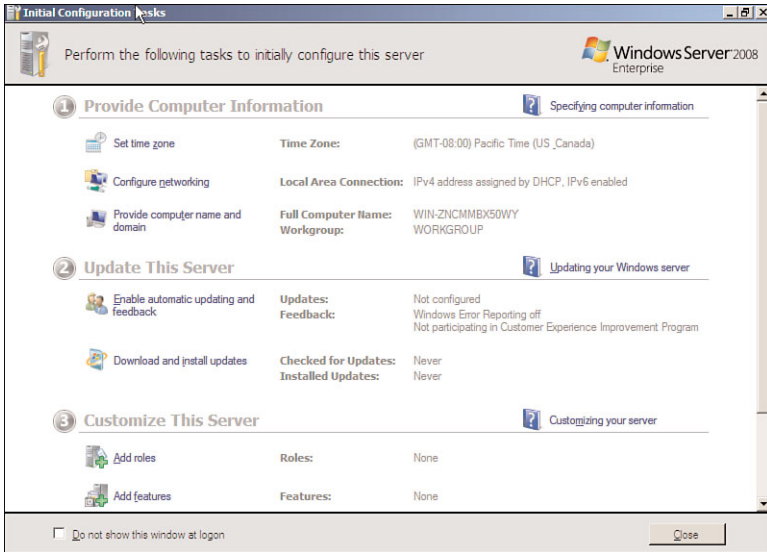 Initial Configuration Tasks
Perform the following tasks to initially configure this server
Windows Server 2008
Enterprise
1 Provide Computer Information
Specifying computer information
Set time zone Time Zone: (GMT-08:00) Pacific Time (US _Canada)
Configure networking Local Area Connection: IPv4 address assigned by DHCP, IPv6 enabled
Provide computer name and domain
Full Computer Name: WIN-ZNCMMBX50WY
Workgroup: WORKGROUP
2 Update This Server
Updating your Windows server
Enable automatic updating and feedback
Updates: Not configured
Feedback: Windows Error Reporting off
Not participating in Customer Experience Improvement Program
Download and install updates
Checked for Updates: Never
Installed Updates: Never
3 Customize This Server
Customizing your server
Add roles Roles: None
Add features Features: None
Do not show this window at logon
Close